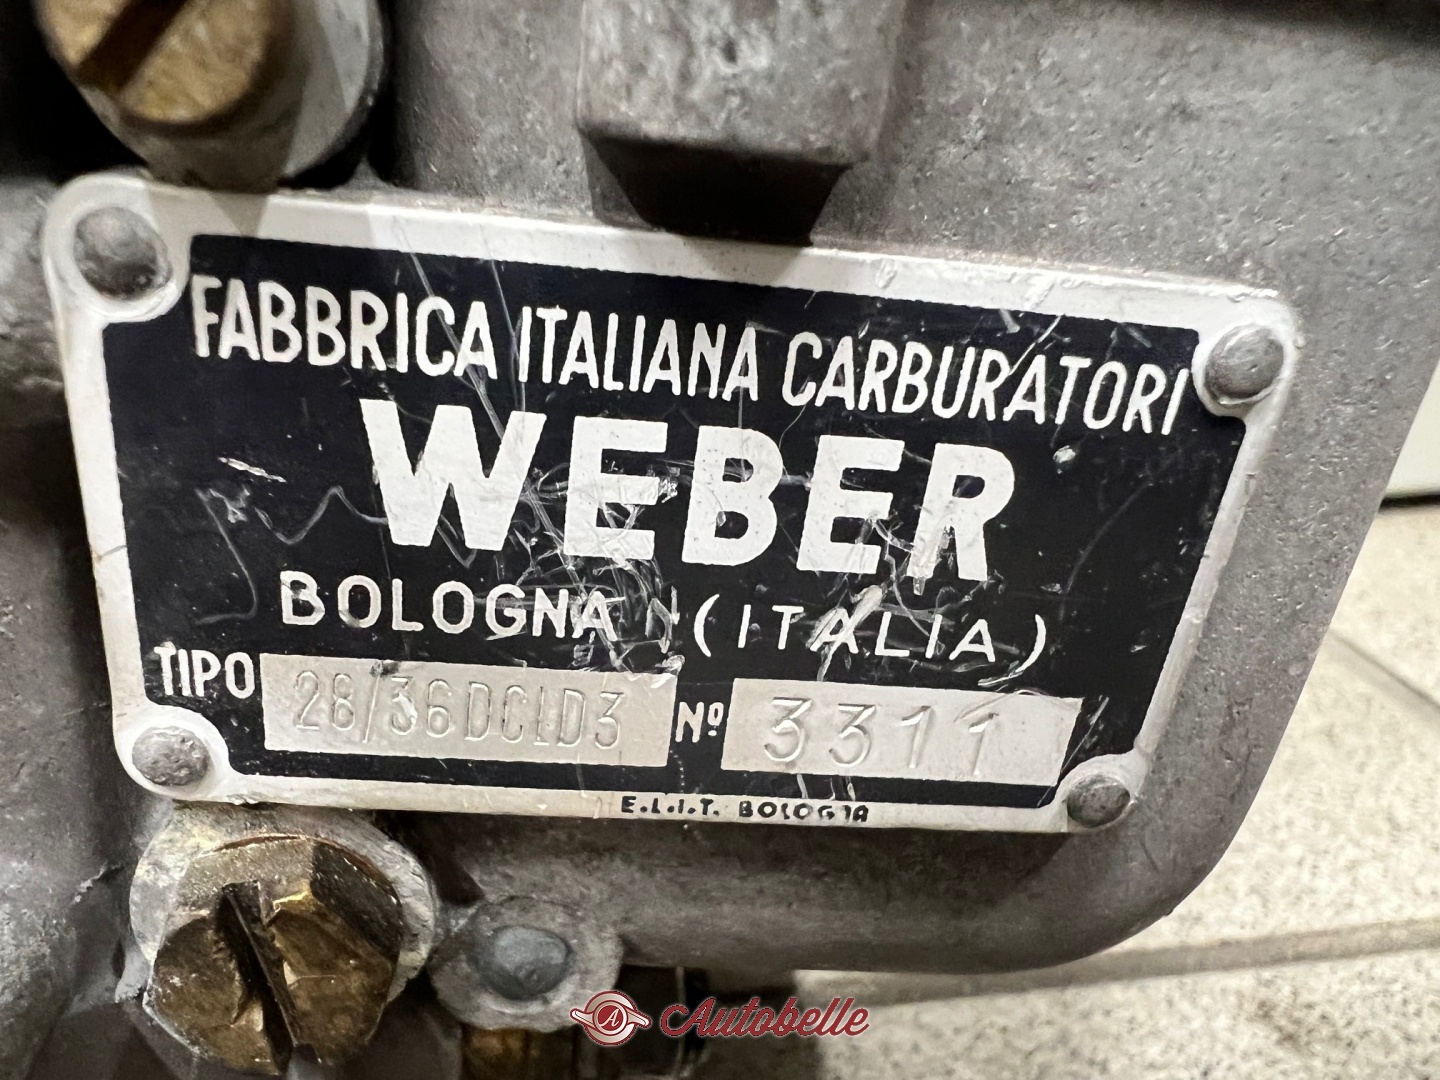 FABBRICA ITALIANA CARBURATORI
WEBER
BOLOGNA (ITALIA)
TIPO 28/36DCLD3 Nº 3311
E.L.I.T. BOLOGNA
A Autobelle